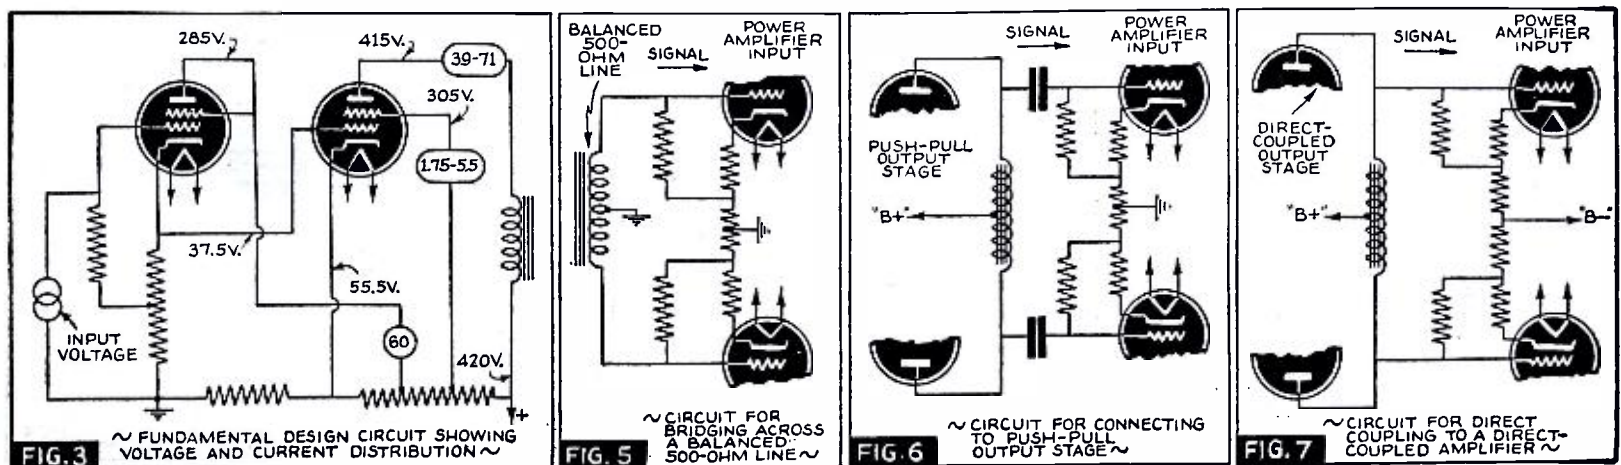 285V.
415V.
39-71
305V.
1.75-5.5
37.5V.
55.5V.
INPUT
VOLTAGE
60
420V.
+
FIG.3
~ FUNDAMENTAL DESIGN CIRCUIT SHOWING
VOLTAGE AND CURRENT DISTRIBUTION ~
BALANCED
500-
OHM
LINE
SIGNAL
POWER
AMPLIFIER
INPUT
FIG.5
~ CIRCUIT FOR
BRIDGING ACROSS
A BALANCED
500-OHM LINE ~
SIGNAL
POWER
AMPLIFIER
INPUT
PUSH-PULL
OUTPUT
STAGE
"B+"
FIG.6
~ CIRCUIT FOR CONNECTING
TO PUSH-PULL
OUTPUT STAGE ~
SIGNAL
POWER
AMPLIFIER
INPUT
DIRECT-
COUPLED
OUTPUT
STAGE
"B+"
"B-"
FIG.7
~ CIRCUIT FOR DIRECT
COUPLING TO A DIRECT-
COUPLED AMPLIFIER ~